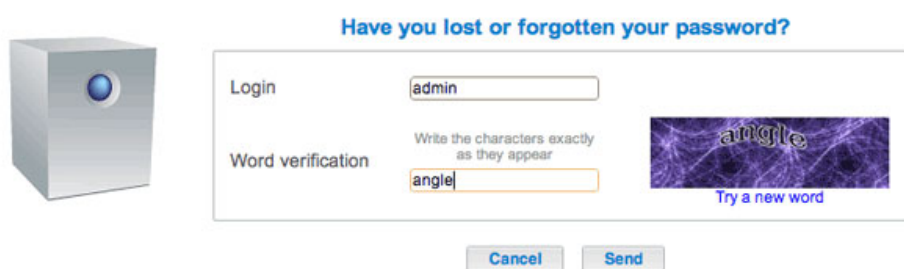 Have you lost or forgotten your password?
Login
admin
Write the characters exactly
as they appear
Word verification
angle
angle
Try a new word
Cancel
Send